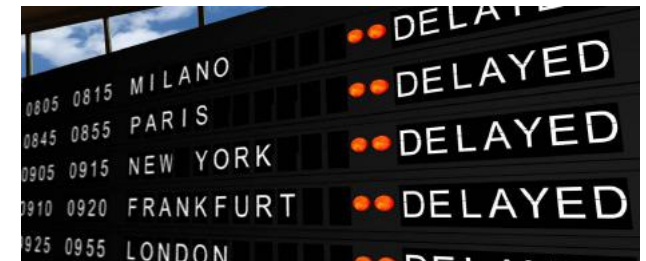 0805 0815 MILANO DELAYED
0845 0855 PARIS DELAYED
0905 0915 NEW YORK DELAYED
0910 0920 FRANKFURT DELAYED
0925 0955 LONDON DELAYED